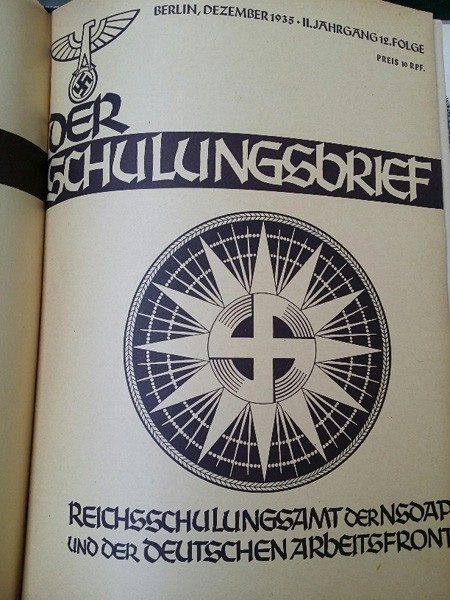 BERLIN, DEZEMBER 1935 · II. JAHRGANG 12. FOLGE
PREIS 10 RPF.
DER
SCHULUNGSBRIEF
REICHSSCHULUNGSAMT DER NSDAP
UND DER DEUTSCHEN ARBEITSFRONT